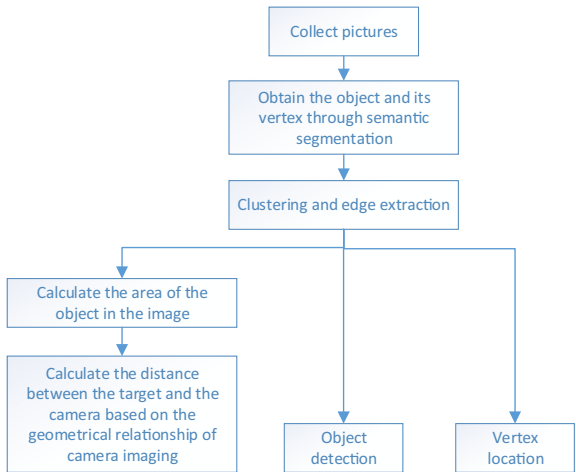 Collect pictures
Obtain the object and its
vertex through semantic
segmentation
Clustering and edge extraction
Calculate the area of the
object in the image
Calculate the distance
between the target and the
camera based on the
geometrical relationship of
camera imaging
Object
detection
Vertex
location